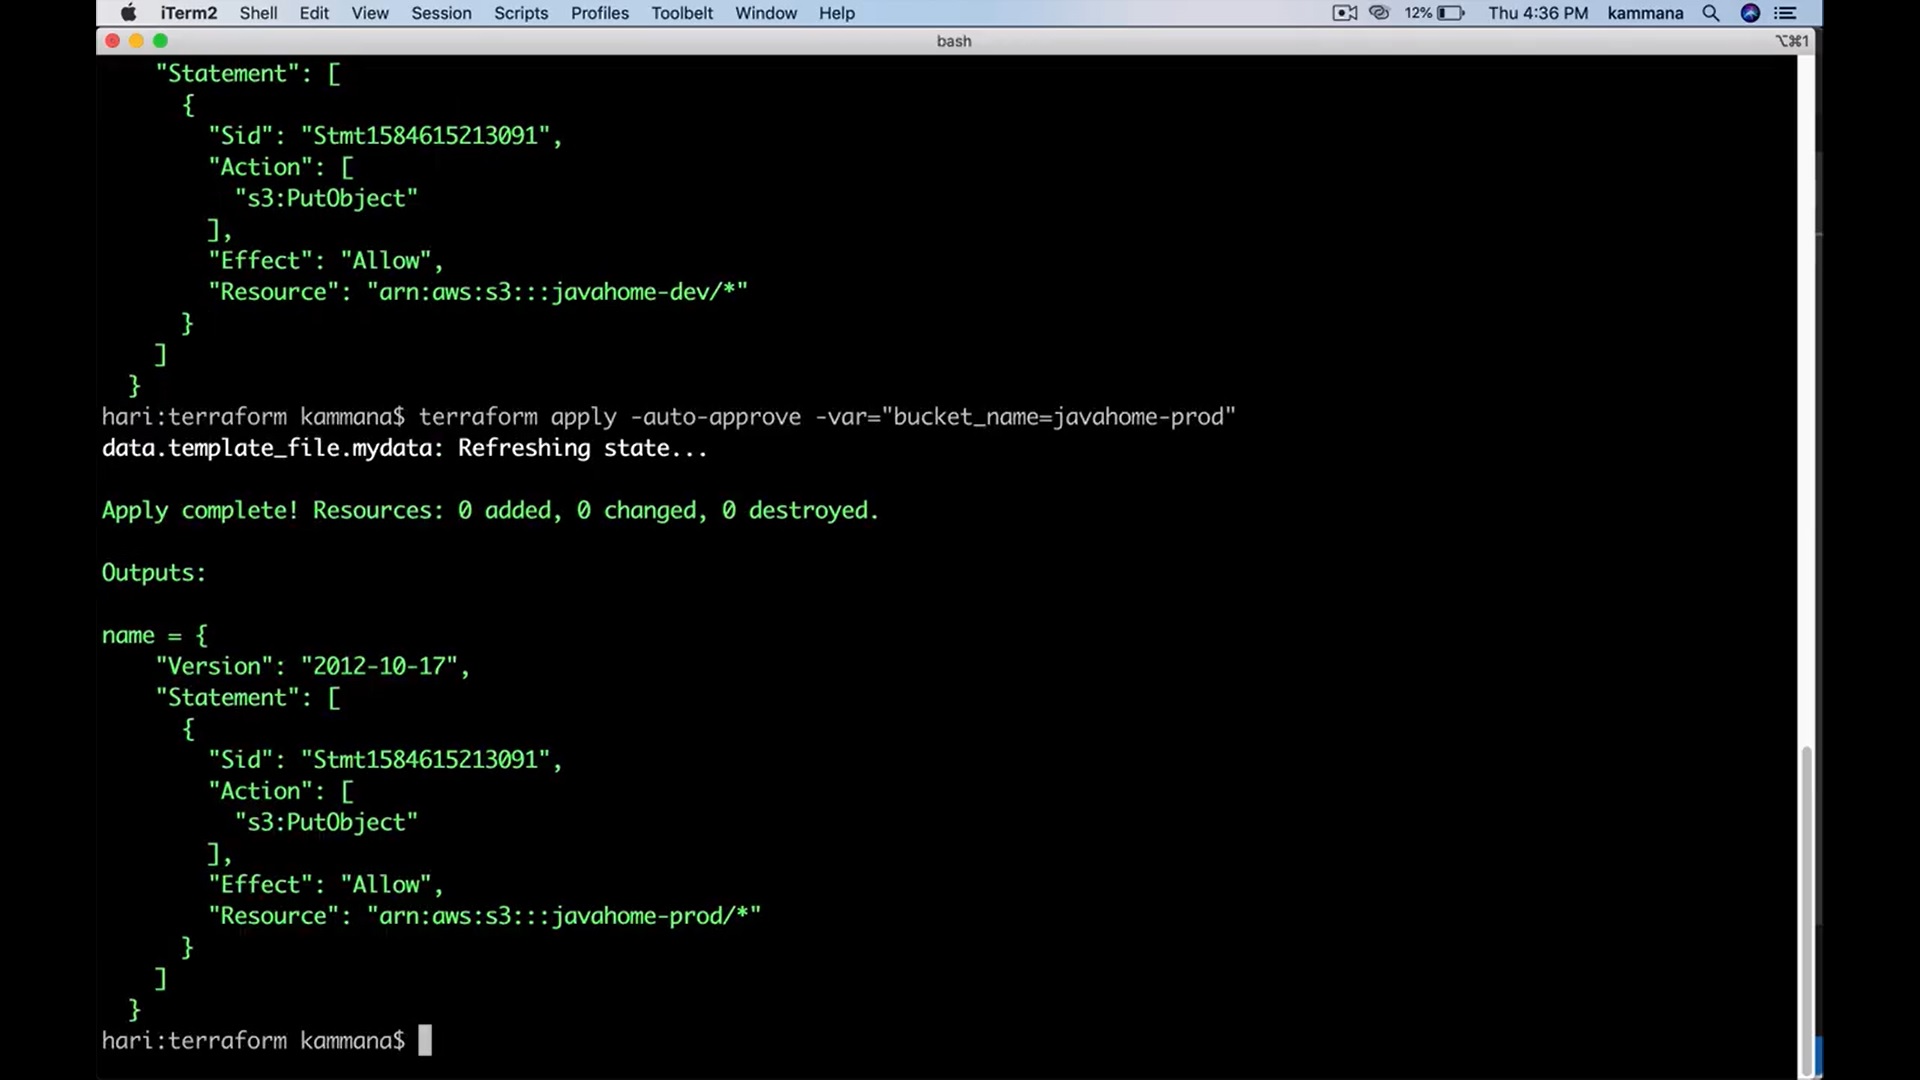 iTerm2 Shell Edit View Session Scripts Profiles Toolbelt Window Help 12% Thu 4:36 PM kammana
bash ⌥⌘1
"Statement": [
{
"Sid": "Stmt1584615213091",
"Action": [
"s3:PutObject"
],
"Effect": "Allow",
"Resource": "arn:aws:s3:::javahome-dev/*"
}
]
}
hari:terraform kammana$ terraform apply -auto-approve -var="bucket_name=javahome-prod"
data.template_file.mydata: Refreshing state...
Apply complete! Resources: 0 added, 0 changed, 0 destroyed.
Outputs:
name = {
"Version": "2012-10-17",
"Statement": [
{
"Sid": "Stmt1584615213091",
"Action": [
"s3:PutObject"
],
"Effect": "Allow",
"Resource": "arn:aws:s3:::javahome-prod/*"
}
]
}
hari:terraform kammana$